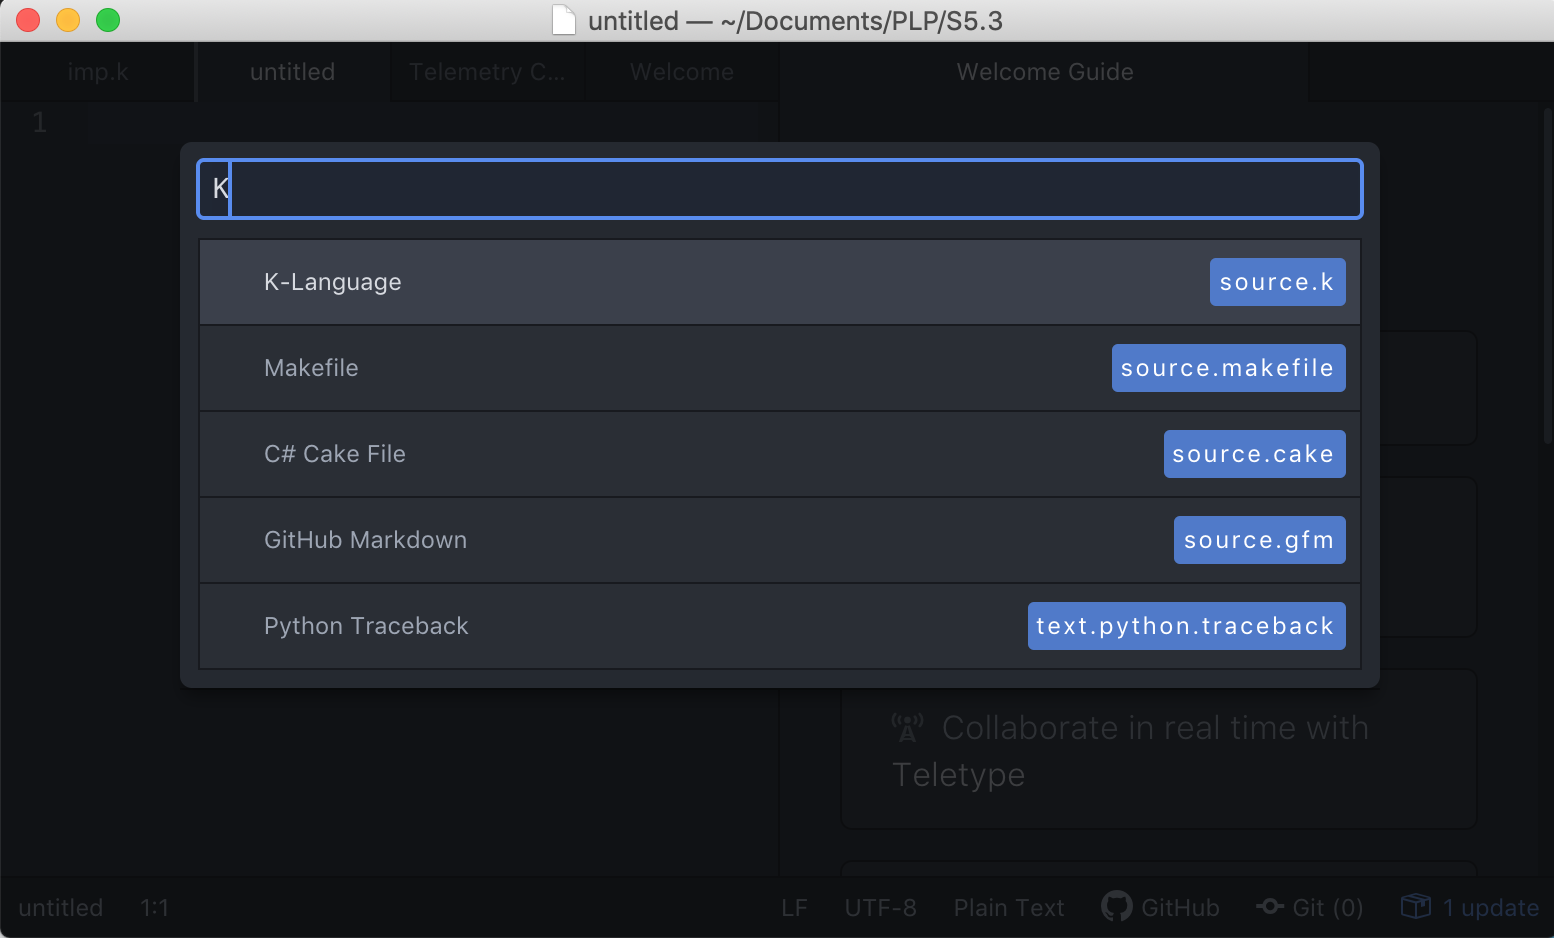 untitled — ~/Documents/PLP/S5.3
imp.k
untitled
Telemetry C...
Welcome
Welcome Guide
1
K
K-Language
source.k
Makefile
source.makefile
C# Cake File
source.cake
GitHub Markdown
source.gfm
Python Traceback
text.python.traceback
Collaborate in real time with
Teletype
untitled
1:1
LF
UTF-8
Plain Text
GitHub
Git (0)
1 update